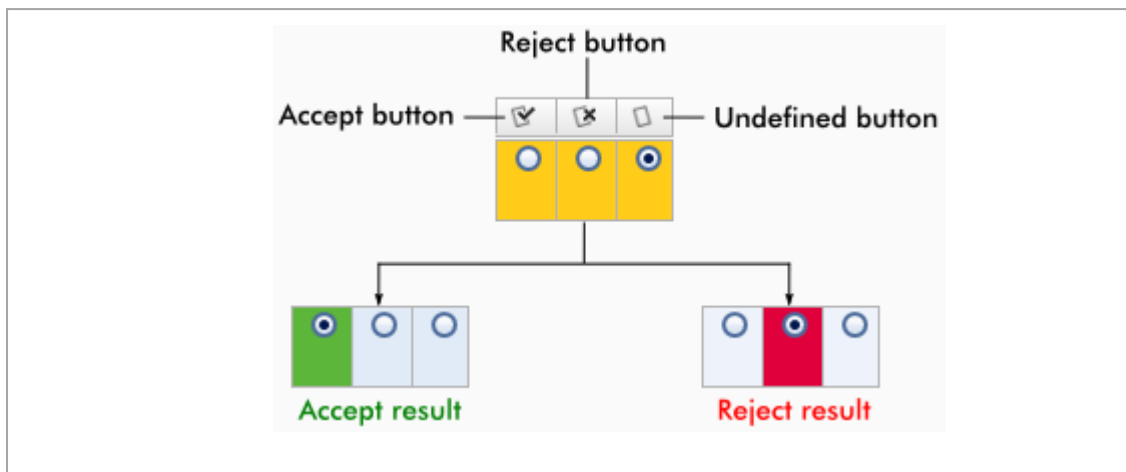 Reject button
Accept button
Undefined button
Accept result
Reject result